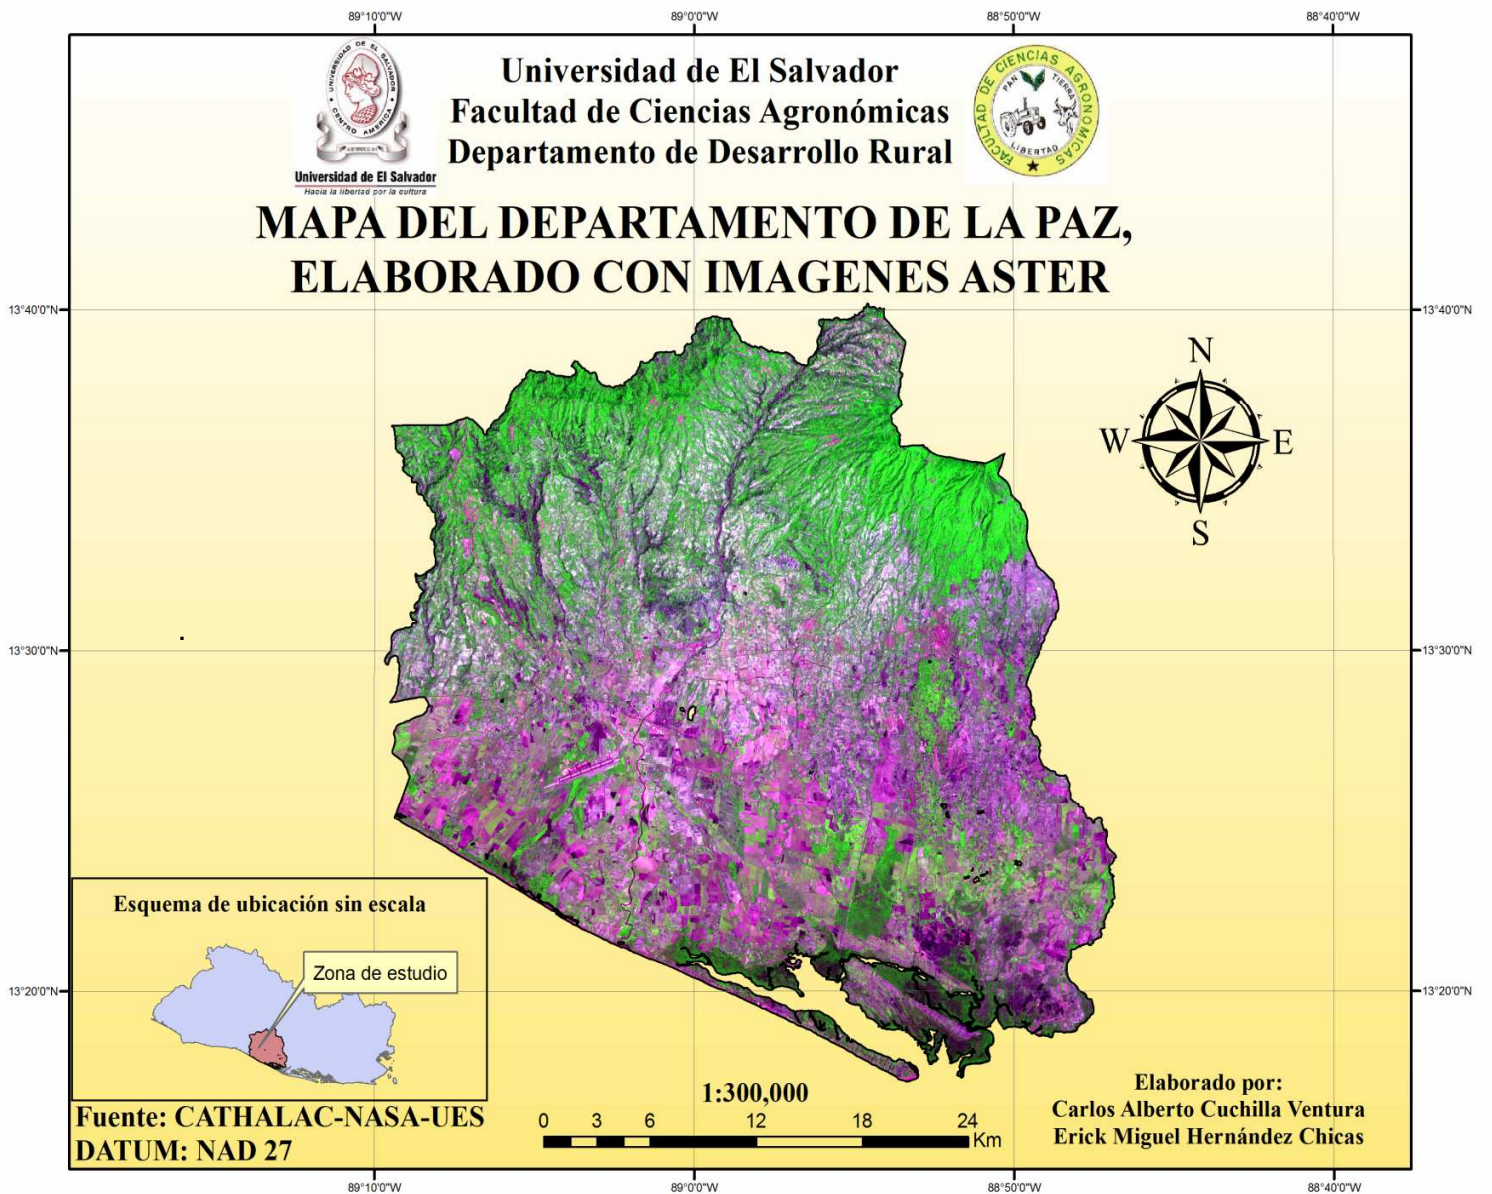 89°10'0"W 89°0'0"W 88°50'0"W 88°40'0"W
UNIVERSIDAD DE EL SALVADOR
CENTRO AMERICA
Universidad de El Salvador
Hacia la libertad por la cultura
Universidad de El Salvador
Facultad de Ciencias Agronómicas
Departamento de Desarrollo Rural
FACULTAD DE CIENCIAS AGRONOMICAS
PAN TIERRA
LIBERTAD
MAPA DEL DEPARTAMENTO DE LA PAZ,
ELABORADO CON IMAGENES ASTER
13°40'0"N 13°40'0"N
N
W E
S
13°30'0"N 13°30'0"N
Esquema de ubicación sin escala
Zona de estudio
13°20'0"N 13°20'0"N
Fuente: CATHALAC-NASA-UES
DATUM: NAD 27
1:300,000
0 3 6 12 18 24
Km
Elaborado por:
Carlos Alberto Cuchilla Ventura
Erick Miguel Hernández Chicas
89°10'0"W 89°0'0"W 88°50'0"W 88°40'0"W